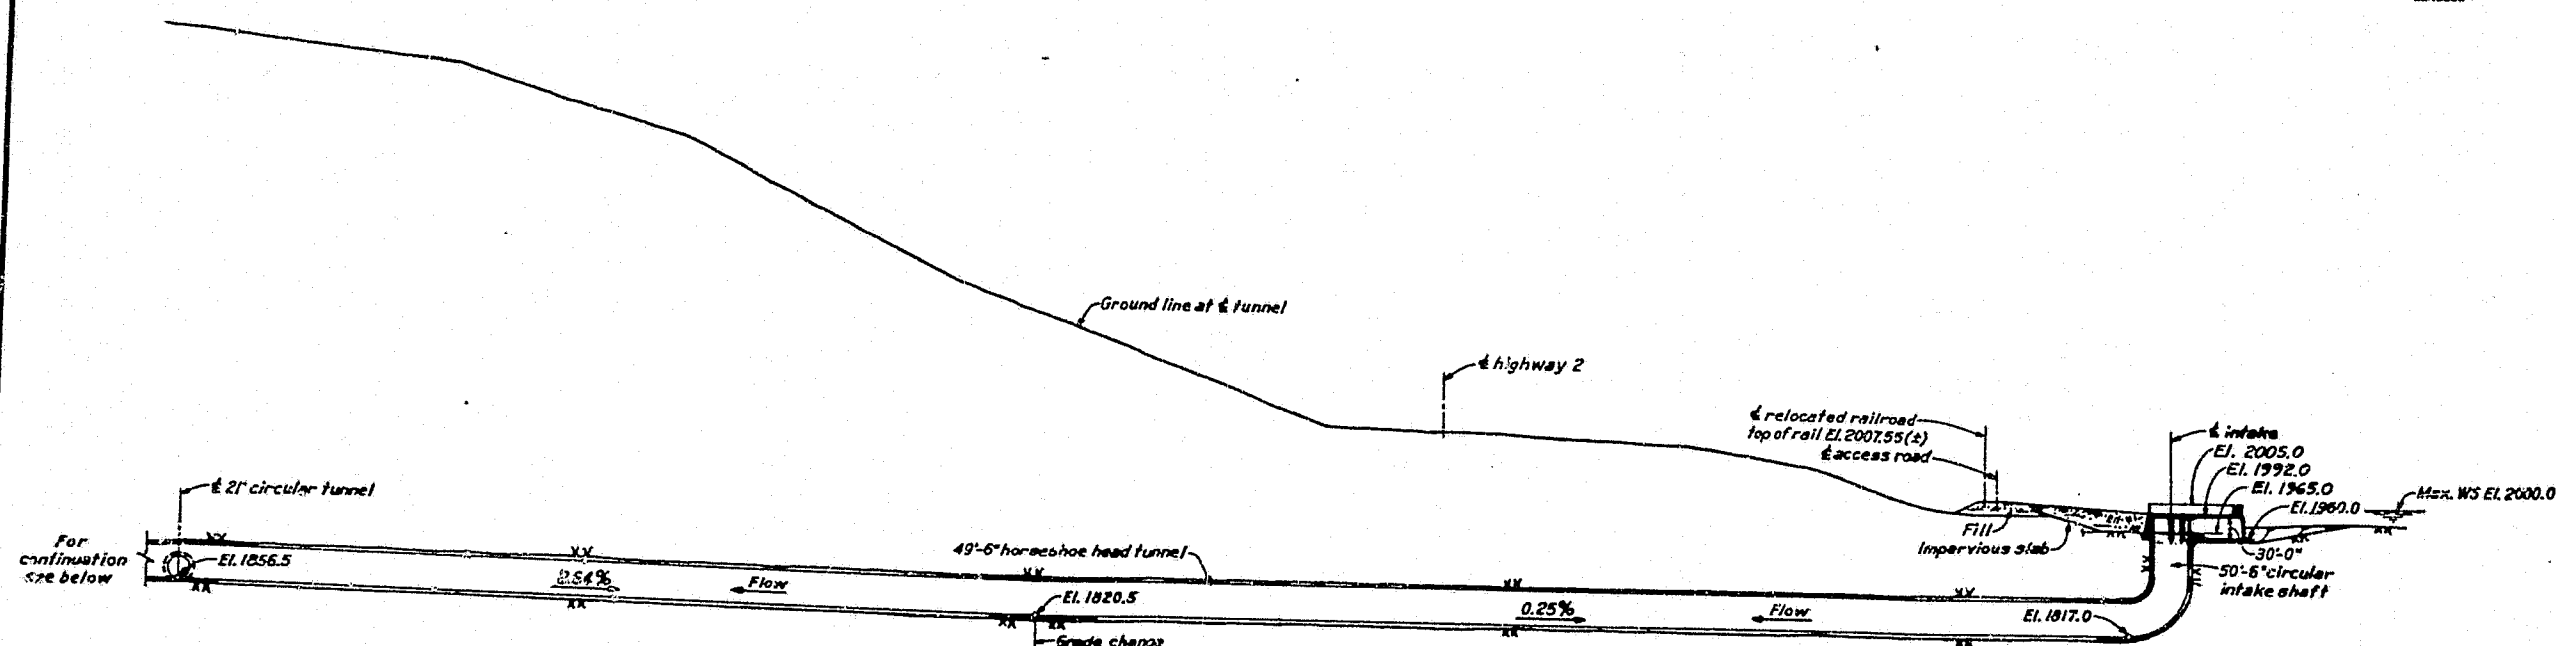 Ground line at ℄ tunnel
℄ highway 2
℄ relocated railroad
top of rail El. 2007.55(±)
℄ access road
℄ intake
El. 2005.0
El. 1992.0
El. 1965.0
El. 1960.0
Max. WS El. 2000.0
℄ 21' circular tunnel
For
continuation
see below
El. 1856.5
49'-6" horseshoe head tunnel
Fill
Impervious slab
30'-0"
50'-6" circular
intake shaft
Flow
El. 1820.5
0.25%
Flow
El. 1817.0
Grade change